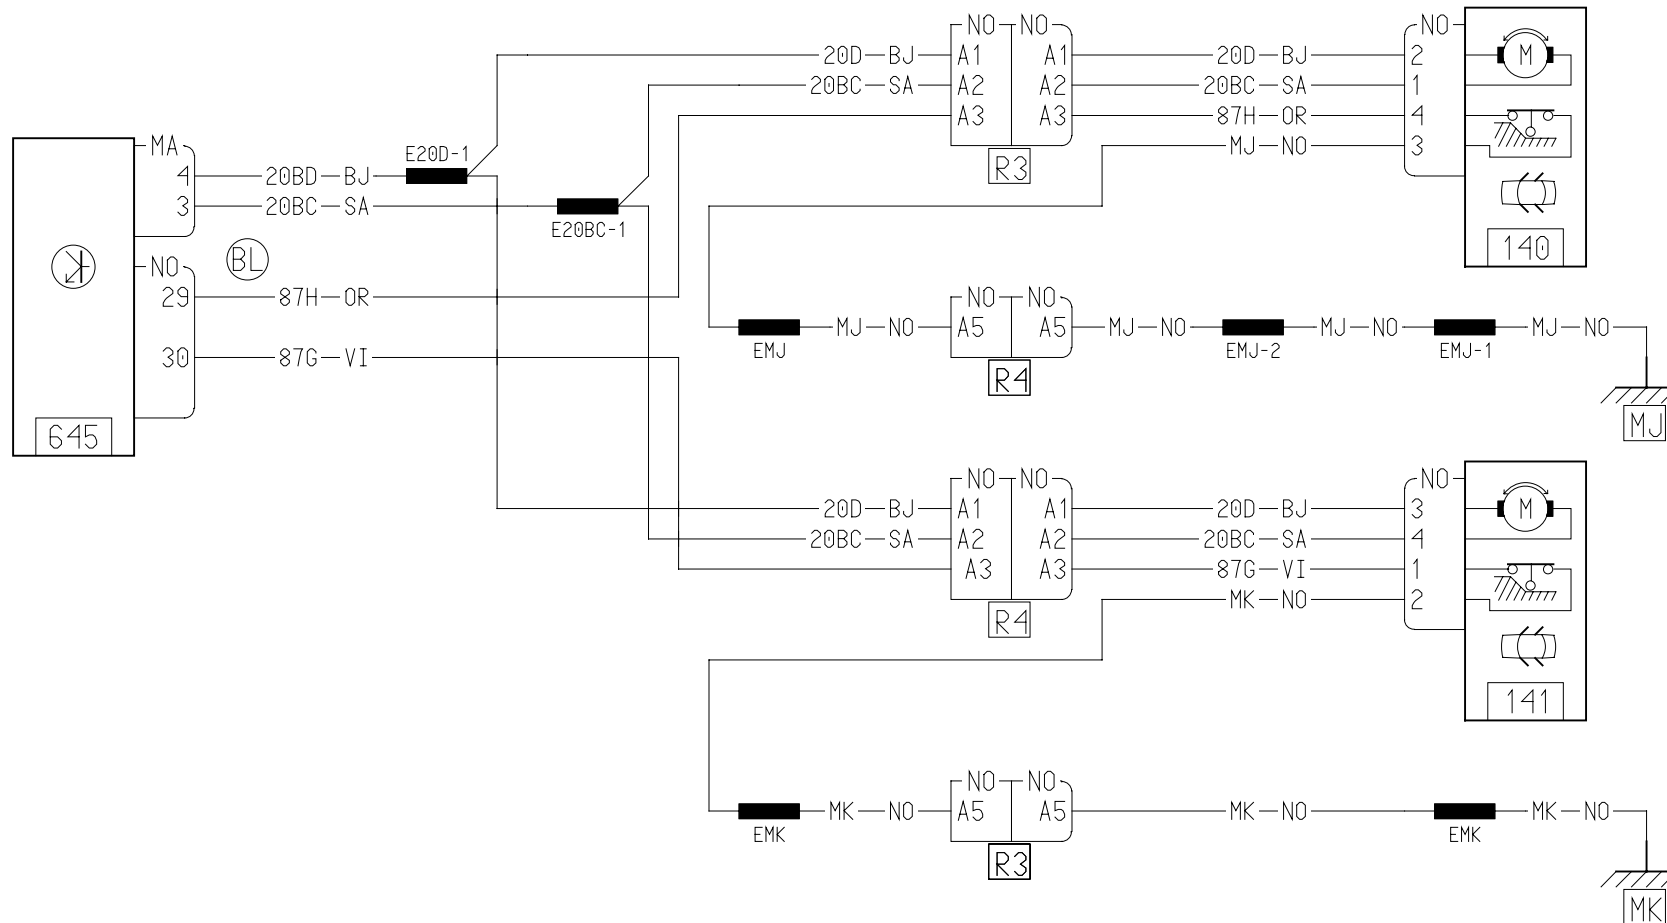 NO NO NO
20D BJ A1 A1 20D BJ 2 M
20BC SA A2 A2 20BC SA 1
A3 A3 87H OR 4
MJ NO 3
R3
140
MA
E20D-1
4 20BD BJ
3 20BC SA
E20BC-1
BL
NO
29 87H OR
30 87G VI
645
NO NO
EMJ MJ NO A5 A5 MJ NO EMJ-2 MJ NO EMJ-1 MJ NO
R4
MJ
NO NO NO
20D BJ A1 A1 20D BJ 3 M
20BC SA A2 A2 20BC SA 4
A3 A3 87G VI 1
MK NO 2
R4
141
NO NO
EMK MK NO A5 A5 MK NO EMK MK NO
R3
MK